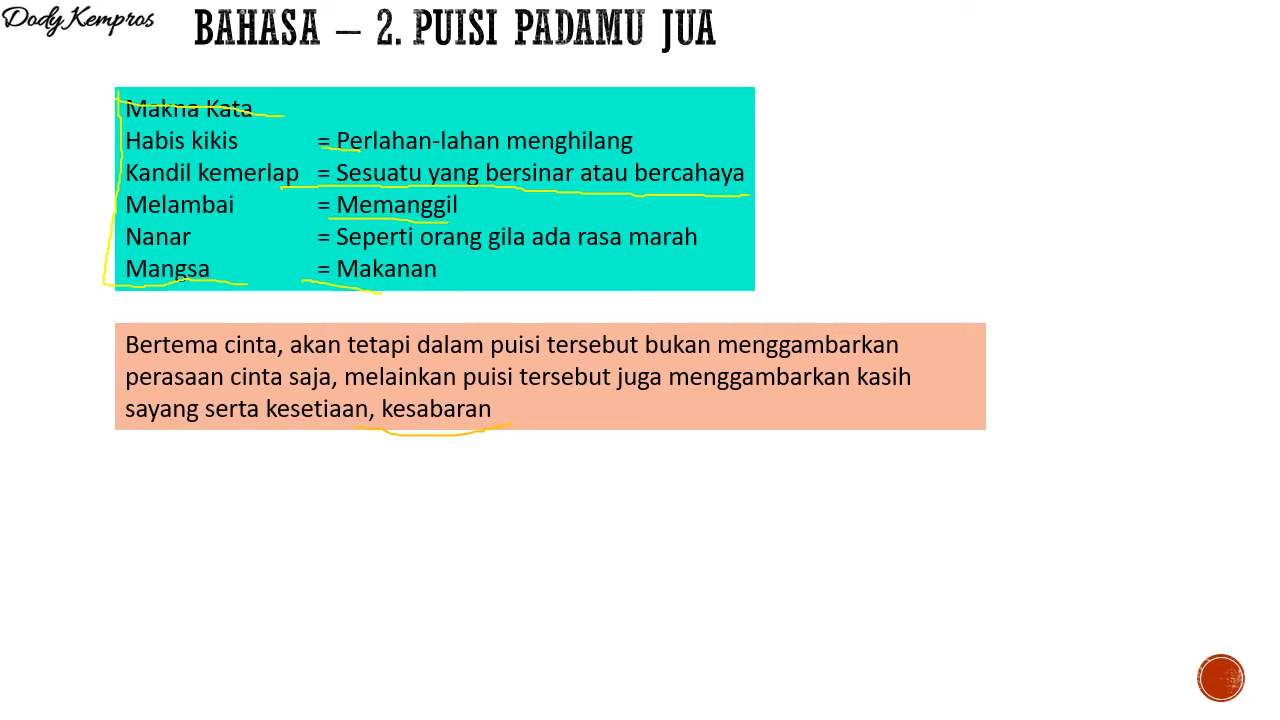 Dody Kempros
BAHASA – 2. PUISI PADAMU JUA
Makna Kata
Habis kikis = Perlahan-lahan menghilang
Kandil kemerlap = Sesuatu yang bersinar atau bercahaya
Melambai = Memanggil
Nanar = Seperti orang gila ada rasa marah
Mangsa = Makanan
Bertema cinta, akan tetapi dalam puisi tersebut bukan menggambarkan
perasaan cinta saja, melainkan puisi tersebut juga menggambarkan kasih
sayang serta kesetiaan, kesabaran